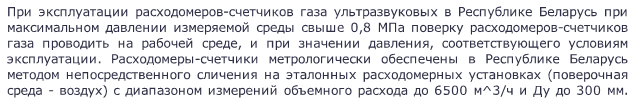 При эксплуатации расходомеров-счетчиков газа ультразвуковых в Республике Беларусь при
максимальном давлении измеряемой среды свыше 0,8 МПа поверку расходомеров-счетчиков
газа проводить на рабочей среде, и при значении давления, соответствующего условиям
эксплуатации. Расходомеры-счетчики метрологически обеспечены в Республике Беларусь
методом непосредственного сличения на эталонных расходомерных установках (поверочная
среда - воздух) с диапазоном измерений объемного расхода до 6500 м^3/ч и Ду до 300 мм.